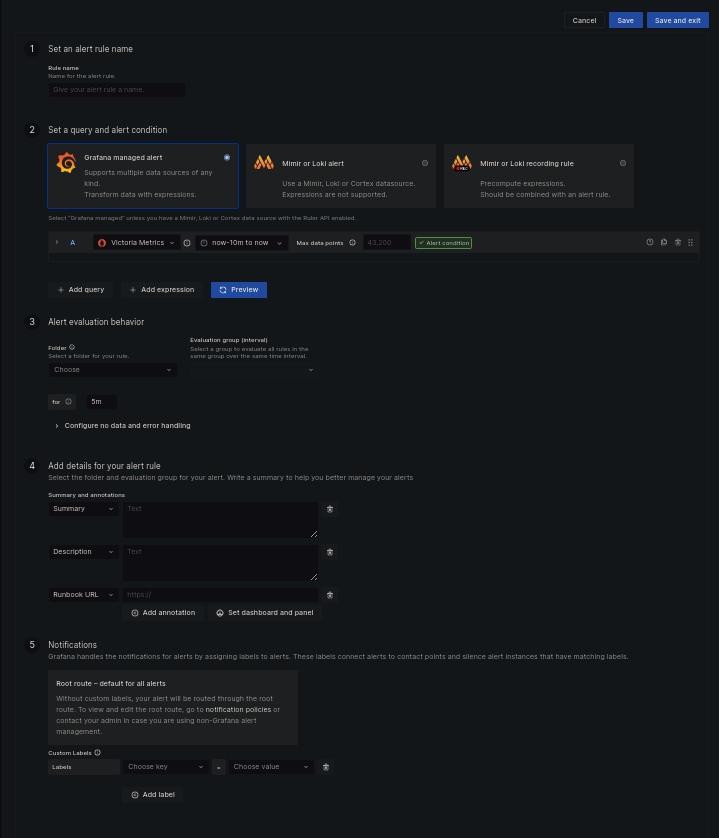 Cancel Save Save and exit
1 Set an alert rule name
Rule name
Name for the alert rule.
Give your alert rule a name.
2 Set a query and alert condition
Grafana managed alert
Supports multiple data sources of any
kind.
Transform data with expressions.
Mimir or Loki alert
Use a Mimir, Loki or Cortex datasource.
Expressions are not supported.
REC
Mimir or Loki recording rule
Precompute expressions.
Should be combined with an alert rule.
Select "Grafana managed" unless you have a Mimir, Loki or Cortex data source with the Ruler API enabled.
A Victoria Metrics now-10m to now Max data points 43,200 Alert condition
Add query Add expression Preview
3 Alert evaluation behavior
Folder
Select a folder for your rule.
Choose
Evaluation group (interval)
Select a group to evaluate all rules in the
same group over the same time interval.
for 5m
Configure no data and error handling
4 Add details for your alert rule
Select the folder and evaluation group for your alert. Write a summary to help you better manage your alerts
Summary and annotations
Summary Text
Description Text
Runbook URL https://
Add annotation Set dashboard and panel
5 Notifications
Grafana handles the notifications for alerts by assigning labels to alerts. These labels connect alerts to contact points and silence alert instances that have matching labels.
Root route – default for all alerts
Without custom labels, your alert will be routed through the root
route. To view and edit the root route, go to notification policies or
contact your admin in case you are using non-Grafana alert
management.
Custom Labels
Labels Choose key = Choose value
Add label